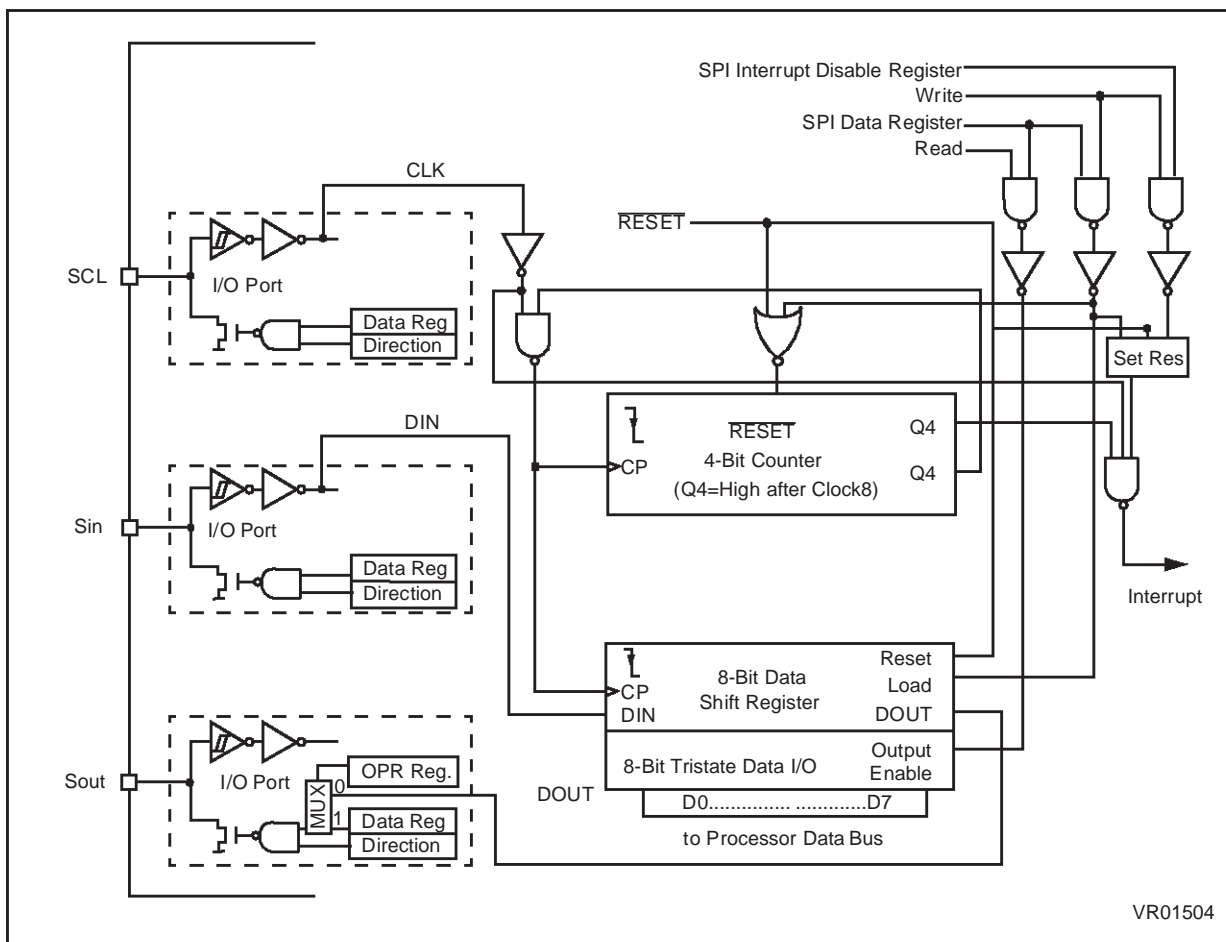 SPI Interrupt Disable Register
Write
SPI Data Register
Read
CLK
RESET
SCL
I/O Port
Data Reg
Direction
Set Res
RESET
Q4
4-Bit Counter
CP
Q4
(Q4=High after Clock8)
DIN
Sin
I/O Port
Data Reg
Direction
Interrupt
Reset
8-Bit Data
Load
CP
Shift Register
DIN
DOUT
Output
8-Bit Tristate Data I/O
Enable
Sout
I/O Port
OPR Reg.
MUX
0
1
Data Reg
Direction
DOUT
D0............... .............D7
to Processor Data Bus
VR01504